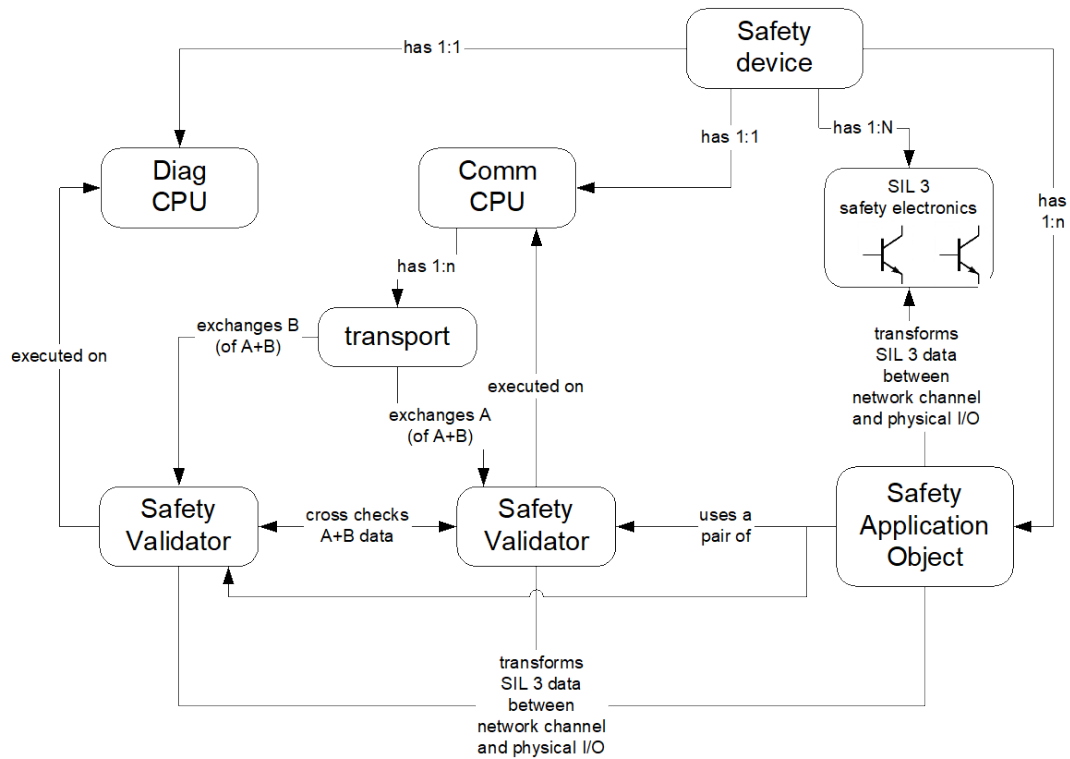 Safety
device
has 1:1
has 1:1
has 1:N
has
1:n
Diag
CPU
Comm
CPU
SIL 3
safety electronics
has 1:n
exchanges B
(of A+B)
transport
executed on
executed on
transforms
SIL 3 data
between
network channel
and physical I/O
exchanges A
(of A+B)
Safety
Validator
cross checks
A+B data
Safety
Validator
uses a
pair of
Safety
Application
Object
transforms
SIL 3 data
between
network channel
and physical I/O